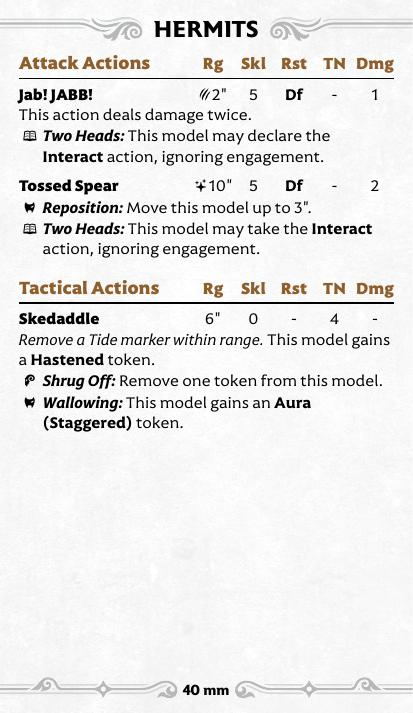 HERMITS
Attack Actions Rg Skl Rst TN Dmg
Jab! JABB! 2" 5 Df - 1
This action deals damage twice.
Two Heads: This model may declare the
Interact action, ignoring engagement.
Tossed Spear 10" 5 Df - 2
Reposition: Move this model up to 3".
Two Heads: This model may take the Interact
action, ignoring engagement.
Tactical Actions Rg Skl Rst TN Dmg
Skedaddle 6" 0 - 4 -
Remove a Tide marker within range. This model gains
a Hastened token.
Shrug Off: Remove one token from this model.
Wallowing: This model gains an Aura
(Staggered) token.
40 mm